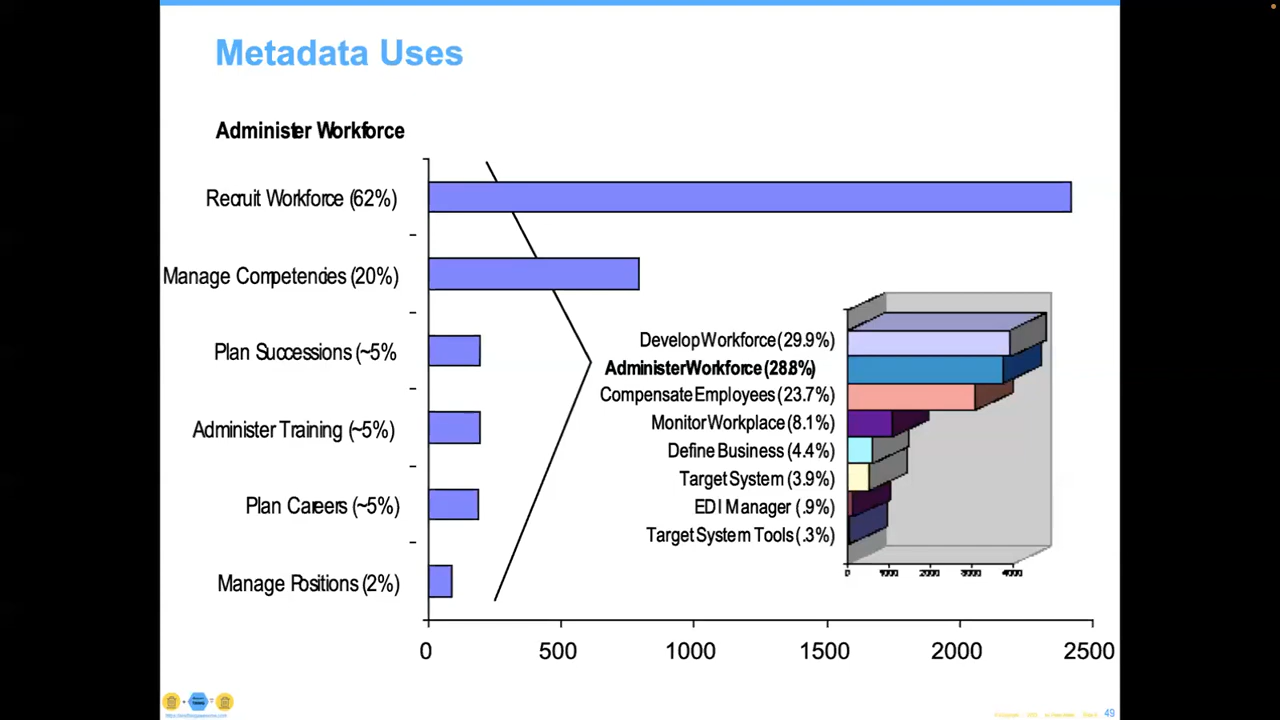 Metadata Uses
Administer Workforce
Recruit Workforce (62%)
Manage Competencies (20%)
Plan Successions (~5%
Administer Training (~5%)
Plan Careers (~5%)
Manage Positions (2%)
0 500 1000 1500 2000 2500
Develop Workforce (29.9%)
Administer Workforce (28.8%)
Compensate Employees (23.7%)
Monitor Workplace (8.1%)
Define Business (4.4%)
Target System (3.9%)
EDI Manager (.9%)
Target System Tools (.3%)
0 1000 2000 3000 4000
49